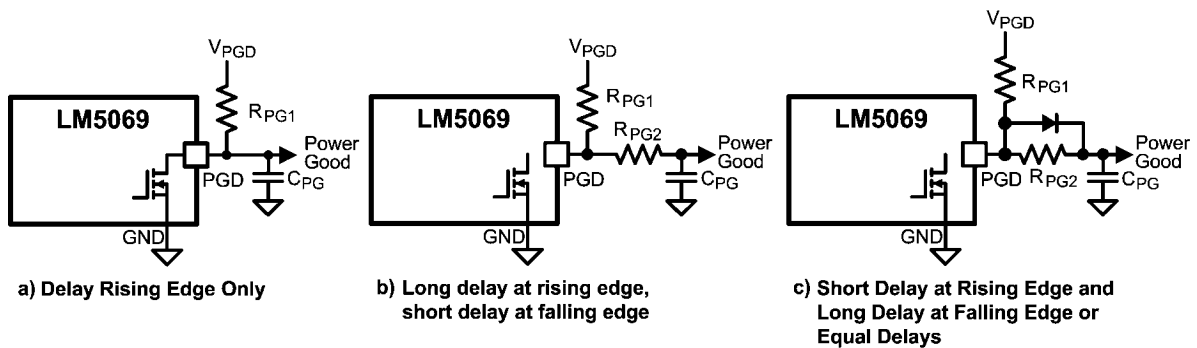 VPGD
LM5069
RPG1
Power
Good
PGD
CPG
GND
a) Delay Rising Edge Only
VPGD
LM5069
RPG1
RPG2
Power
Good
PGD
CPG
GND
b) Long delay at rising edge,
short delay at falling edge
VPGD
LM5069
RPG1
Power
Good
PGD
RPG2
CPG
GND
c) Short Delay at Rising Edge and
Long Delay at Falling Edge or
Equal Delays